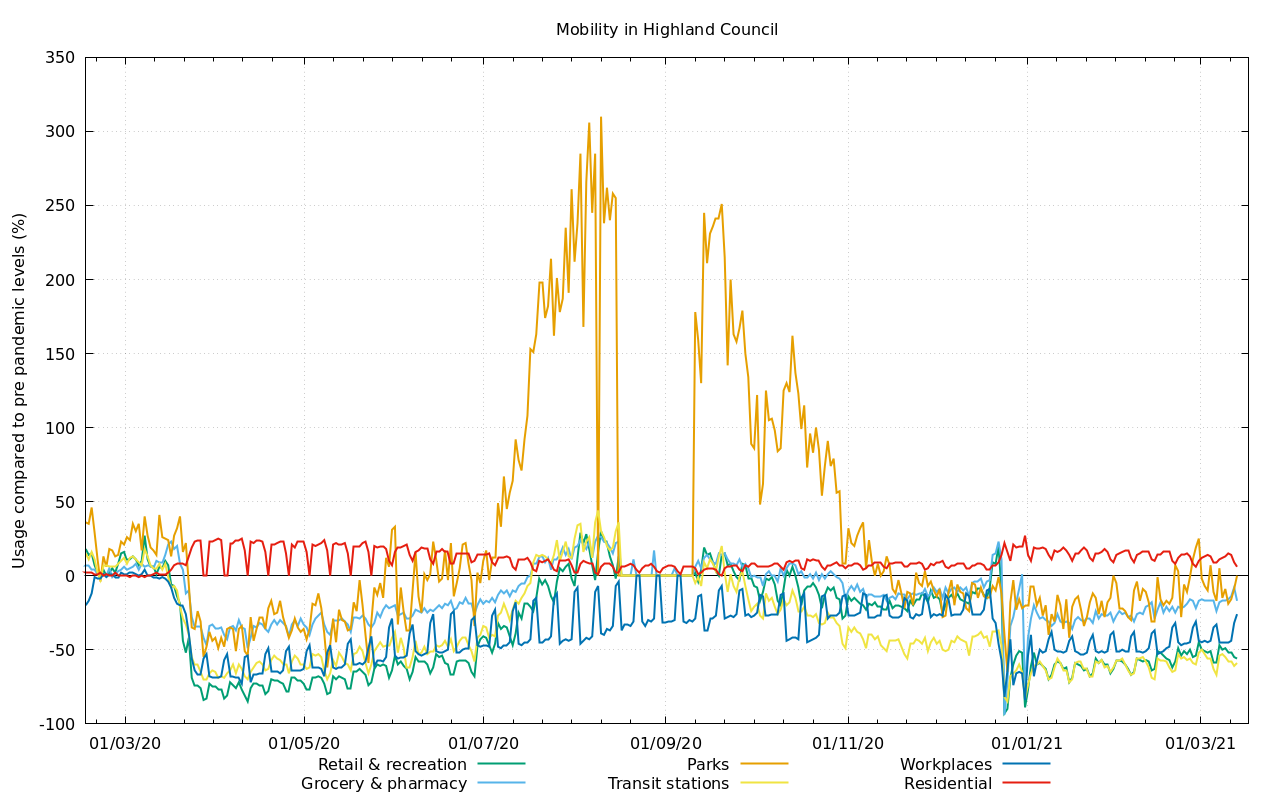 Mobility in Highland Council
Usage compared to pre pandemic levels (%)
350
300
250
200
150
100
50
0
-50
-100
01/03/20 01/05/20 01/07/20 01/09/20 01/11/20 01/01/21 01/03/21
Retail & recreation Parks Workplaces
Grocery & pharmacy Transit stations Residential